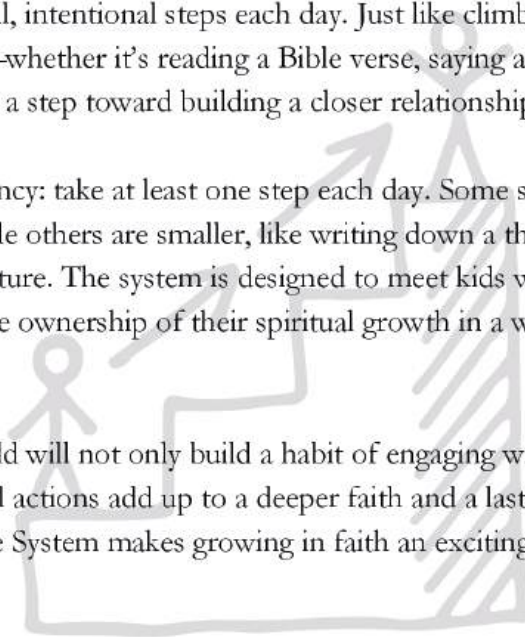 l, intentional steps each day. Just like climb
–whether it’s reading a Bible verse, saying a
a step toward building a closer relationship
ncy: take at least one step each day. Some s
le others are smaller, like writing down a th
ture. The system is designed to meet kids w
e ownership of their spiritual growth in a w
ld will not only build a habit of engaging w
l actions add up to a deeper faith and a last
e System makes growing in faith an exciting